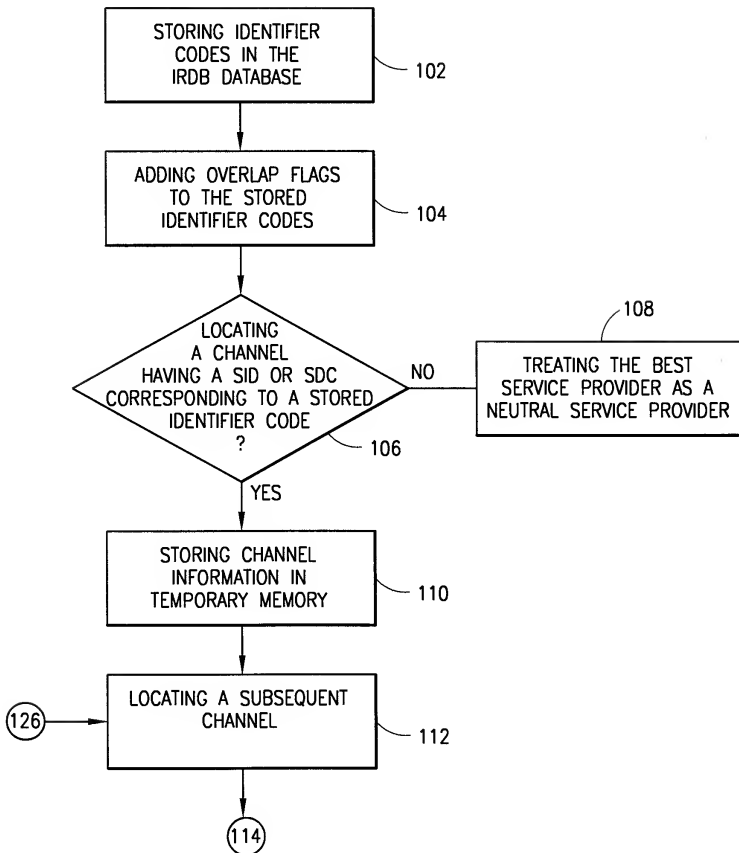 STORING IDENTIFIER
CODES IN THE
IRDB DATABASE
102
ADDING OVERLAP FLAGS
TO THE STORED
IDENTIFIER CODES
104
LOCATING
A CHANNEL
HAVING A SID OR SDC
CORRESPONDING TO A STORED
IDENTIFIER CODE
?
106
NO
108
TREATING THE BEST
SERVICE PROVIDER AS A
NEUTRAL SERVICE PROVIDER
YES
STORING CHANNEL
INFORMATION IN
TEMPORARY MEMORY
110
LOCATING A SUBSEQUENT
CHANNEL
112
126
114